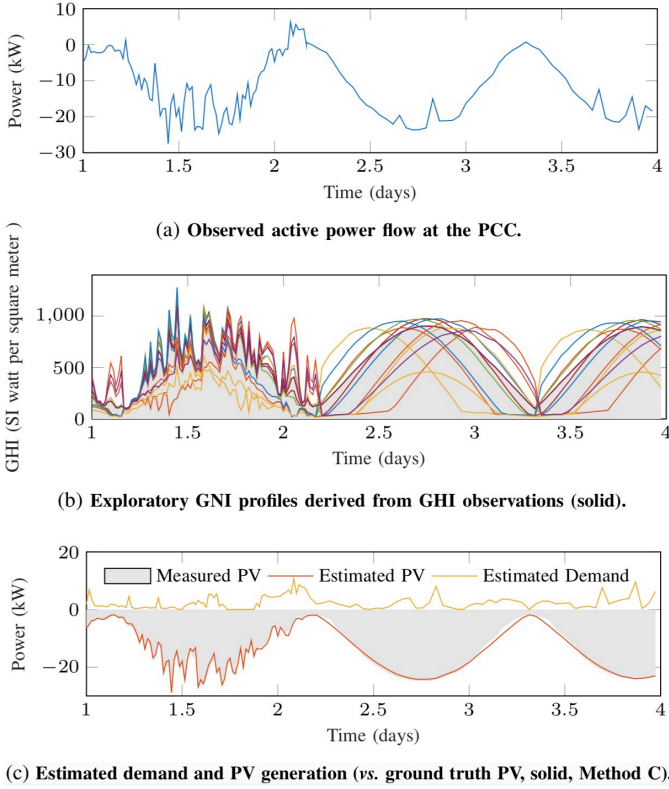 10
0
−10
−20
−30
Power (kW)
1 1.5 2 2.5 3 3.5 4
Time (days)
(a) Observed active power flow at the PCC.
1,000
500
0
GHI (SI watt per square meter )
1 1.5 2 2.5 3 3.5 4
Time (days)
(b) Exploratory GNI profiles derived from GHI observations (solid).
20
0
−20
Power (kW)
Measured PV Estimated PV Estimated Demand
1 1.5 2 2.5 3 3.5 4
Time (days)
(c) Estimated demand and PV generation (vs. ground truth PV, solid, Method C).